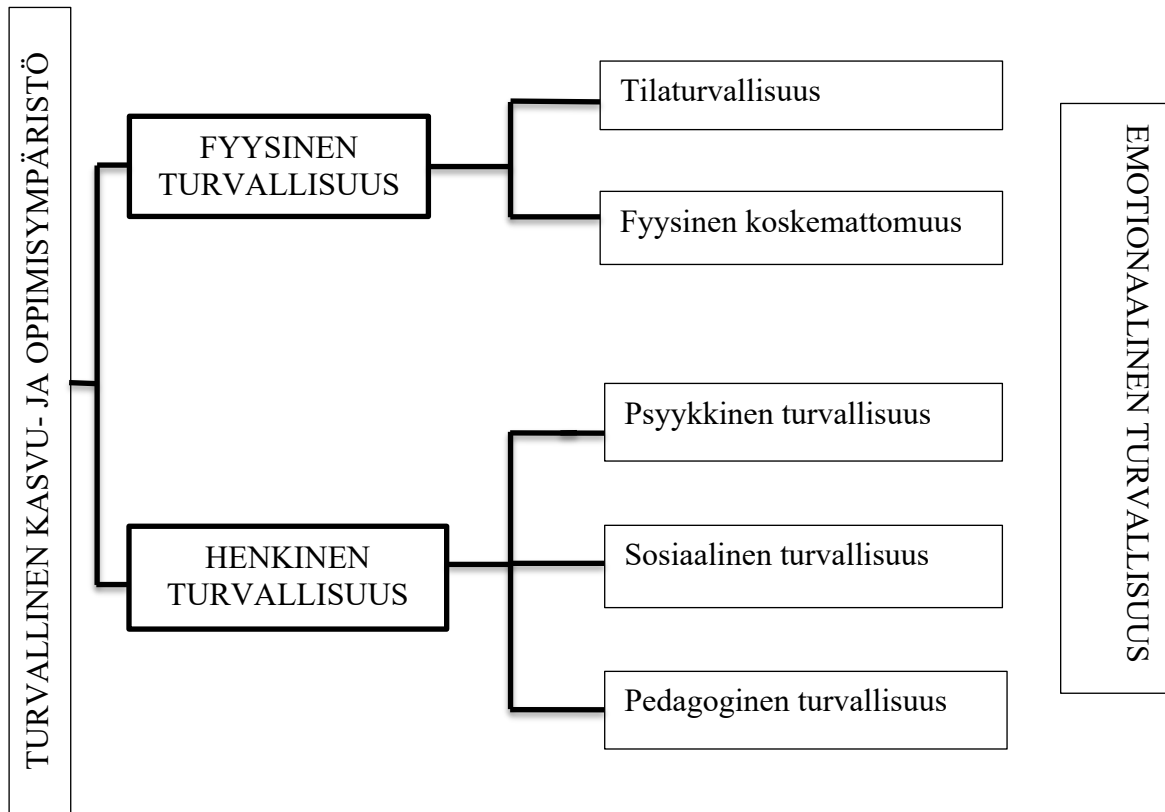 TURVALLINEN KASVU- JA OPPIMISYMPÄRISTÖ
FYYSINEN
TURVALLISUUS
Tilaturvallisuus
Fyysinen koskemattomuus
HENKINEN
TURVALLISUUS
Psyykkinen turvallisuus
Sosiaalinen turvallisuus
Pedagoginen turvallisuus
EMOTIONAALINEN TURVALLISUUS